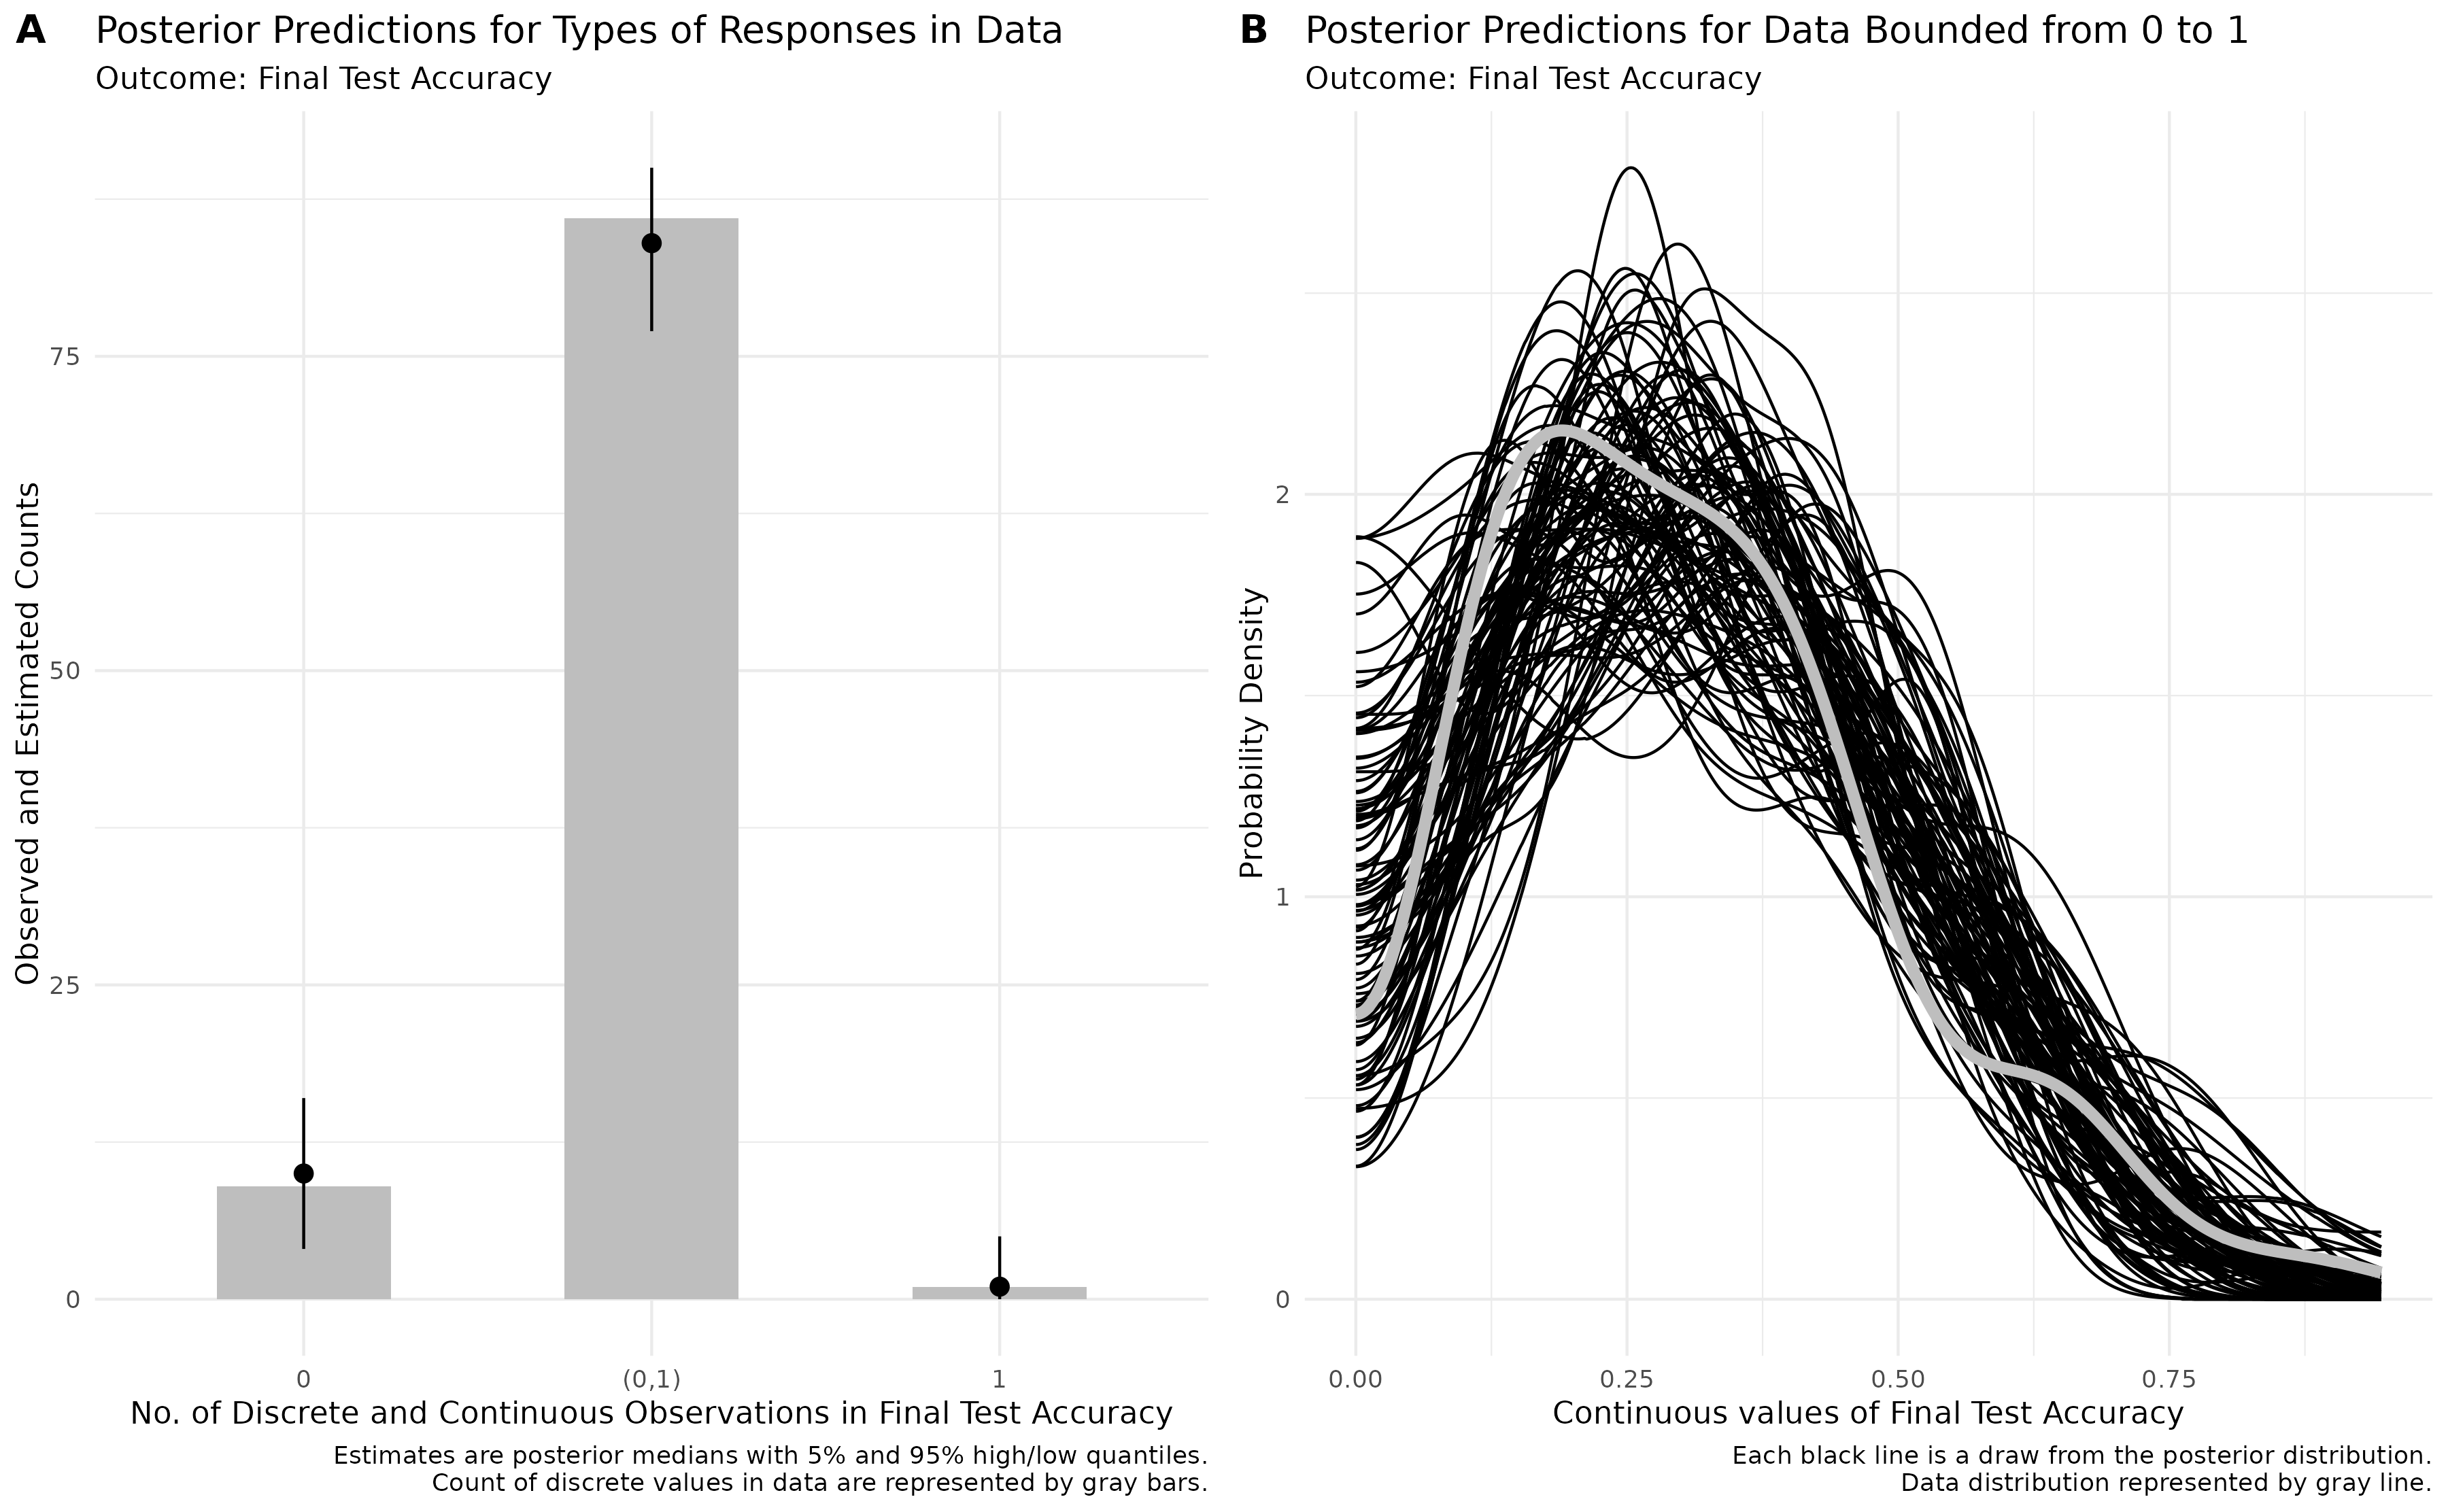 A Posterior Predictions for Types of Responses in Data
Outcome: Final Test Accuracy
Observed and Estimated Counts
75
50
25
0
0 (0,1) 1
No. of Discrete and Continuous Observations in Final Test Accuracy
Estimates are posterior medians with 5% and 95% high/low quantiles.
Count of discrete values in data are represented by gray bars.
B Posterior Predictions for Data Bounded from 0 to 1
Outcome: Final Test Accuracy
Probability Density
2
1
0
0.00 0.25 0.50 0.75
Continuous values of Final Test Accuracy
Each black line is a draw from the posterior distribution.
Data distribution represented by gray line.